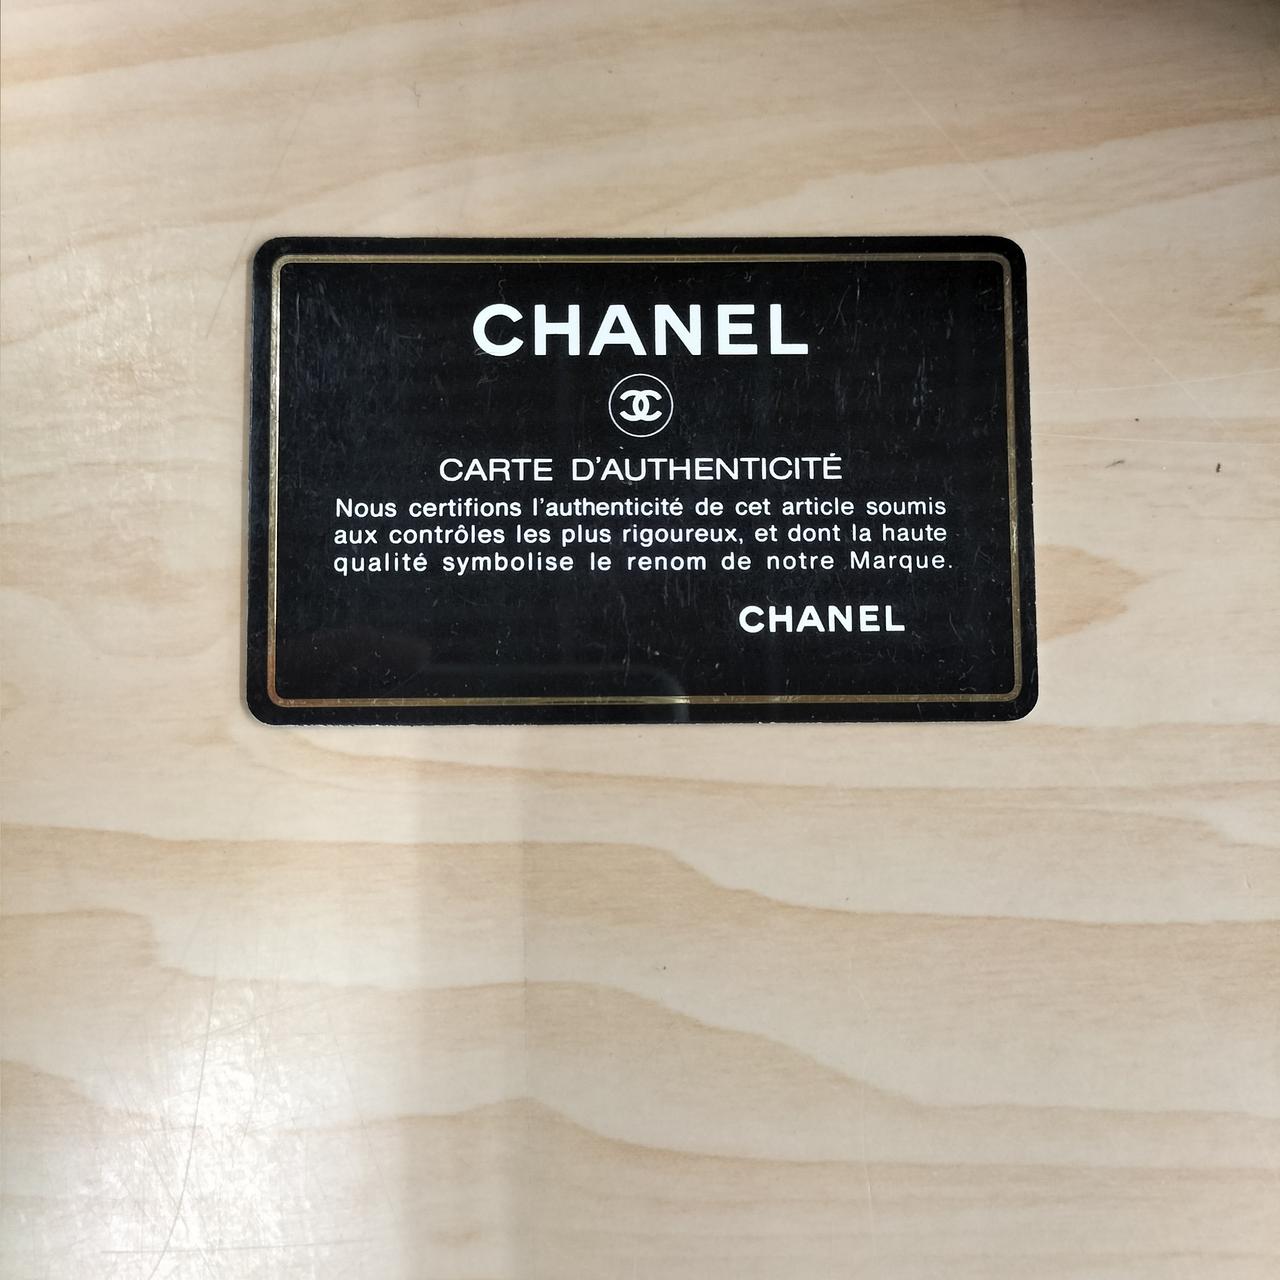 CHANEL
CARTE D'AUTHENTICITÉ
Nous certifions l'authenticité de cet article soumis
aux contrôles les plus rigoureux, et dont la haute
qualité symbolise le renom de notre Marque.
CHANEL